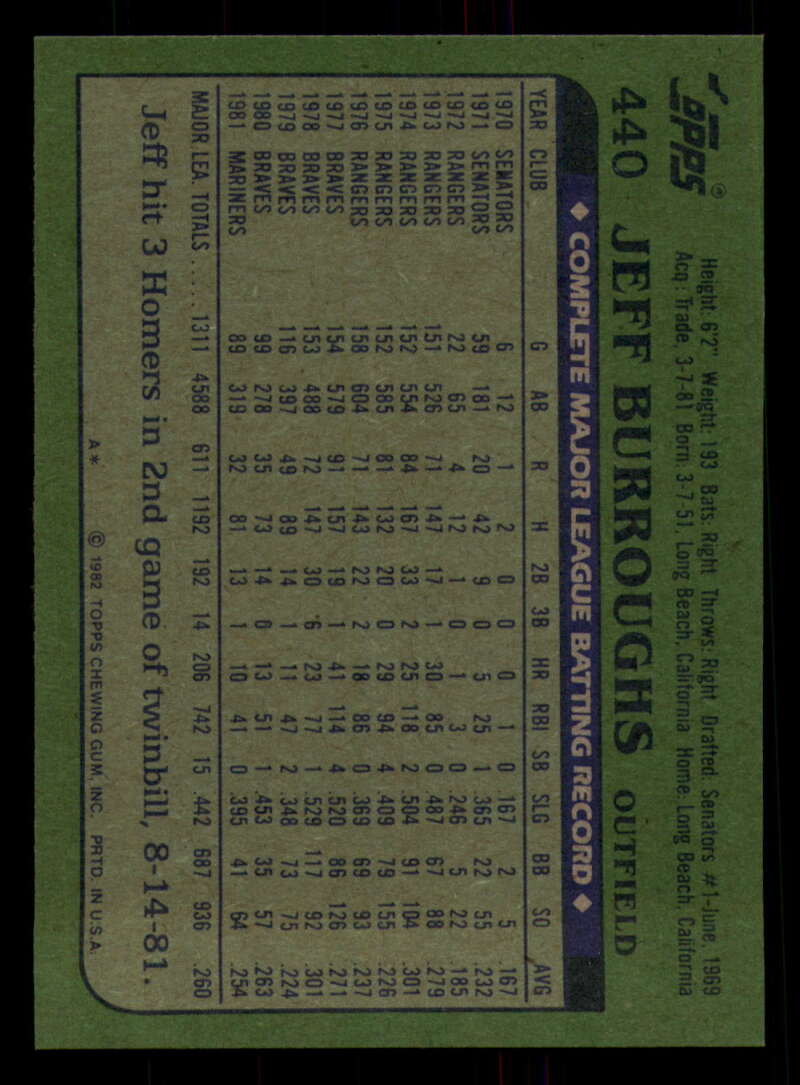 Topps®
Height: 6'2" Weight: 193 Bats: Right Throws: Right Drafted: Senators #1-June, 1969
Acq.: Trade, 3-7-81 Born: 3-7-51, Long Beach, California Home: Long Beach, California
440 JEFF BURROUGHS OUTFIELD
◆ COMPLETE MAJOR LEAGUE BATTING RECORD ◆
YEAR CLUB G AB R H 2B 3B HR RBI SB SLG BB SO AVG
1970 SENATORS 6 12 1 2 0 0 0 1 0 .167 2 5 .167
1971 SENATORS 59 181 20 42 9 0 5 25 1 .365 22 55 .232
1972 RANGERS 22 65 4 12 1 0 1 3 0 .246 5 22 .185
1973 RANGERS 151 526 71 147 17 1 30 85 0 .487 67 88 .279
1974 RANGERS 152 554 84 167 33 2 25 118 2 .504 91 104 .301
1975 RANGERS 152 585 81 132 20 0 29 94 4 .409 79 155 .226
1976 RANGERS 158 604 71 143 22 2 18 86 0 .369 69 93 .237
1977 BRAVES 154 579 91 157 19 1 41 114 4 .520 86 126 .271
1978 BRAVES 153 488 72 147 30 6 23 77 1 .529 117 92 .301
1979 BRAVES 116 397 49 89 14 1 11 47 2 .348 73 75 .224
1980 BRAVES 99 278 35 73 14 0 13 51 1 .453 35 57 .263
1981 MARINERS 89 319 32 81 13 1 10 41 0 .395 41 64 .254
MAJOR LEA. TOTALS ..... 1311 4588 611 1192 192 14 206 742 15 .442 687 936 .260
Jeff hit 3 Homers in 2nd game of twinbill, 8-14-81.
A* © 1982 TOPPS CHEWING GUM, INC. PRTD. IN U.S.A.